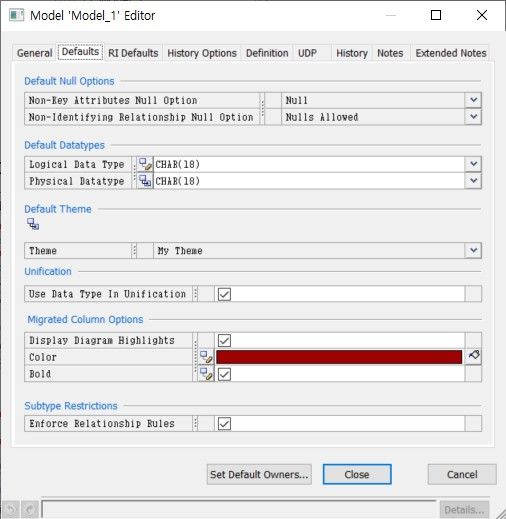 Model 'Model_1' Editor
General Defaults RI Defaults History Options Definition UDP History Notes Extended Notes
Default Null Options
Non-Key Attributes Null Option Null
Non-Identifying Relationship Null Option Nulls Allowed
Default Datatypes
Logical Data Type CHAR(18)
Physical Datatype CHAR(18)
Default Theme
Theme My Theme
Unification
Use Data Type In Unification
Migrated Column Options
Display Diagram Highlights
Color
Bold
Subtype Restrictions
Enforce Relationship Rules
Set Default Owners... Close Cancel
Details...